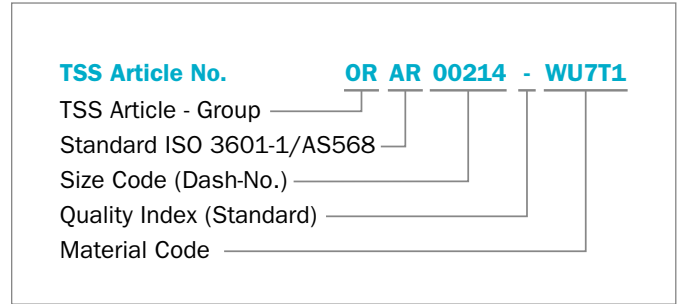 TSS Article No. OR AR 00214 - WU7T1
TSS Article - Group
Standard ISO 3601-1/AS568
Size Code (Dash-No.)
Quality Index (Standard)
Material Code